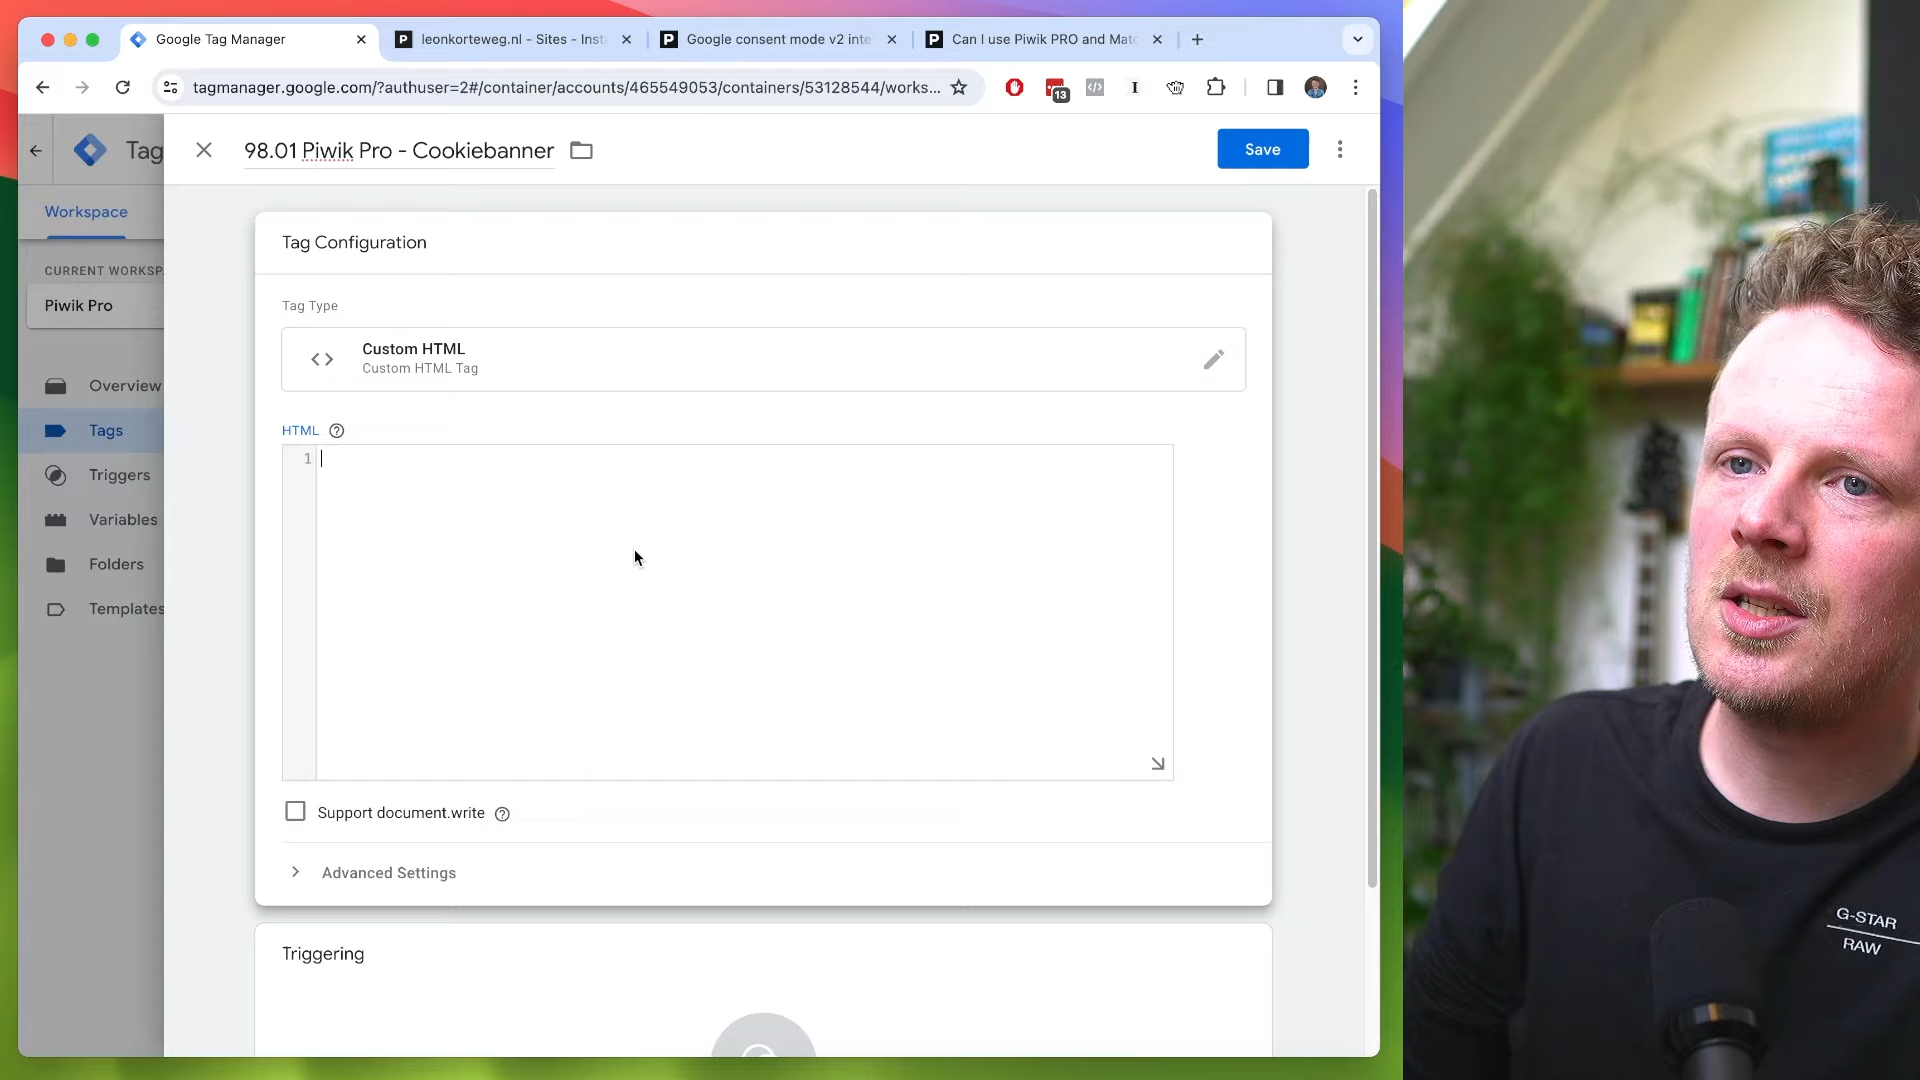 Google Tag Manager
leonkorteweg.nl - Sites - Inst
Google consent mode v2 inte
Can I use Piwik PRO and Mato
tagmanager.google.com/?authuser=2#/container/accounts/465549053/containers/53128544/works...
13
Tag
98.01 Piwik Pro - Cookiebanner
Save
Workspace
CURRENT WORKSP
Piwik Pro
Overview
Tags
Triggers
Variables
Folders
Templates
Tag Configuration
Tag Type
Custom HTML
Custom HTML Tag
HTML
1
Support document.write
Advanced Settings
Triggering
G-STAR
RAW